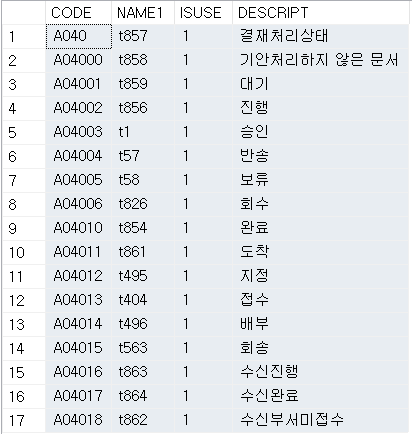 CODE NAME1 ISUSE DESCRIPT
1 A040 t857 1 결재처리상태
2 A04000 t858 1 기안처리하지 않은 문서
3 A04001 t859 1 대기
4 A04002 t856 1 진행
5 A04003 t1 1 승인
6 A04004 t57 1 반송
7 A04005 t58 1 보류
8 A04006 t826 1 회수
9 A04010 t854 1 완료
10 A04011 t861 1 도착
11 A04012 t495 1 지정
12 A04013 t404 1 접수
13 A04014 t496 1 배부
14 A04015 t563 1 회송
15 A04016 t863 1 수신진행
16 A04017 t864 1 수신완료
17 A04018 t862 1 수신부서미접수